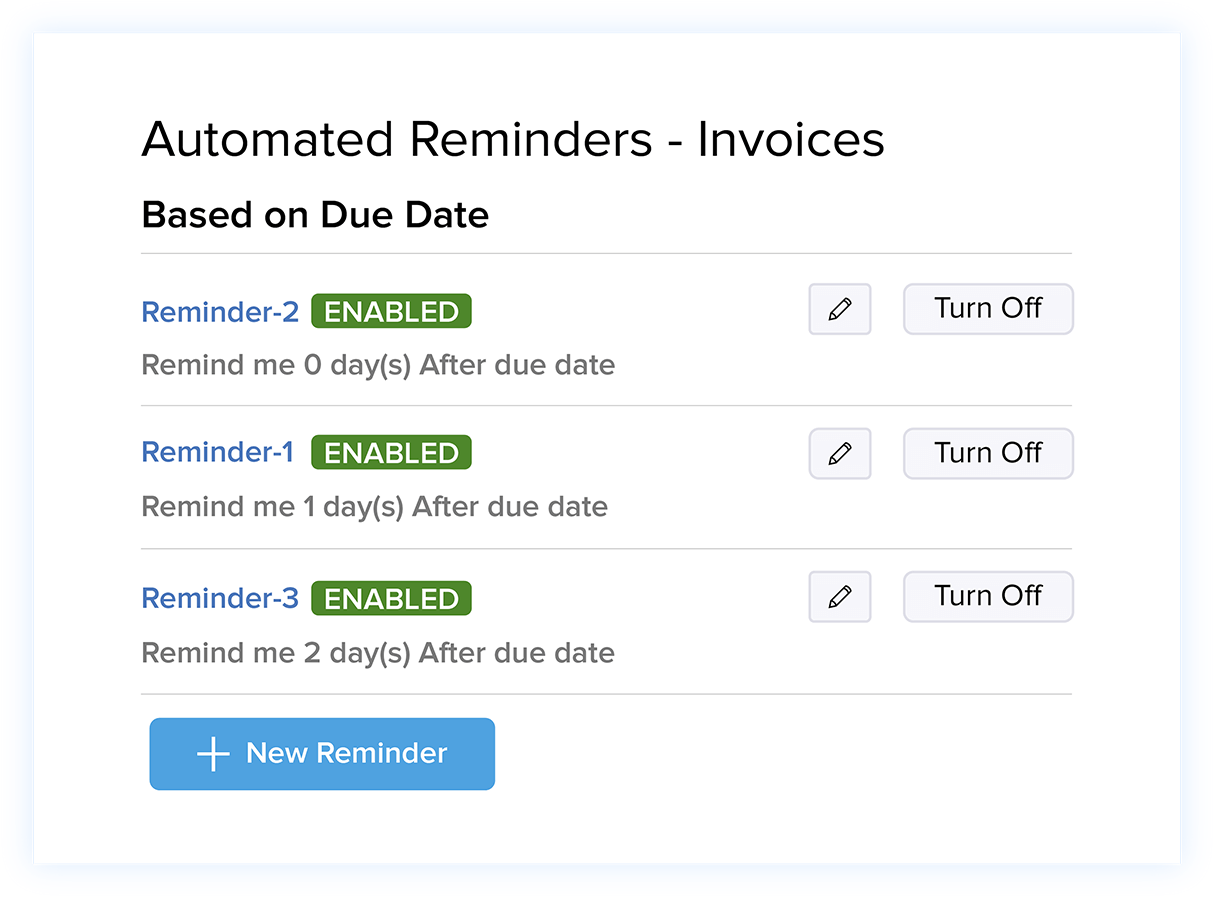 Automated Reminders - Invoices
Based on Due Date
Reminder-2 ENABLED Turn Off
Remind me 0 day(s) After due date
Reminder-1 ENABLED Turn Off
Remind me 1 day(s) After due date
Reminder-3 ENABLED Turn Off
Remind me 2 day(s) After due date
New Reminder